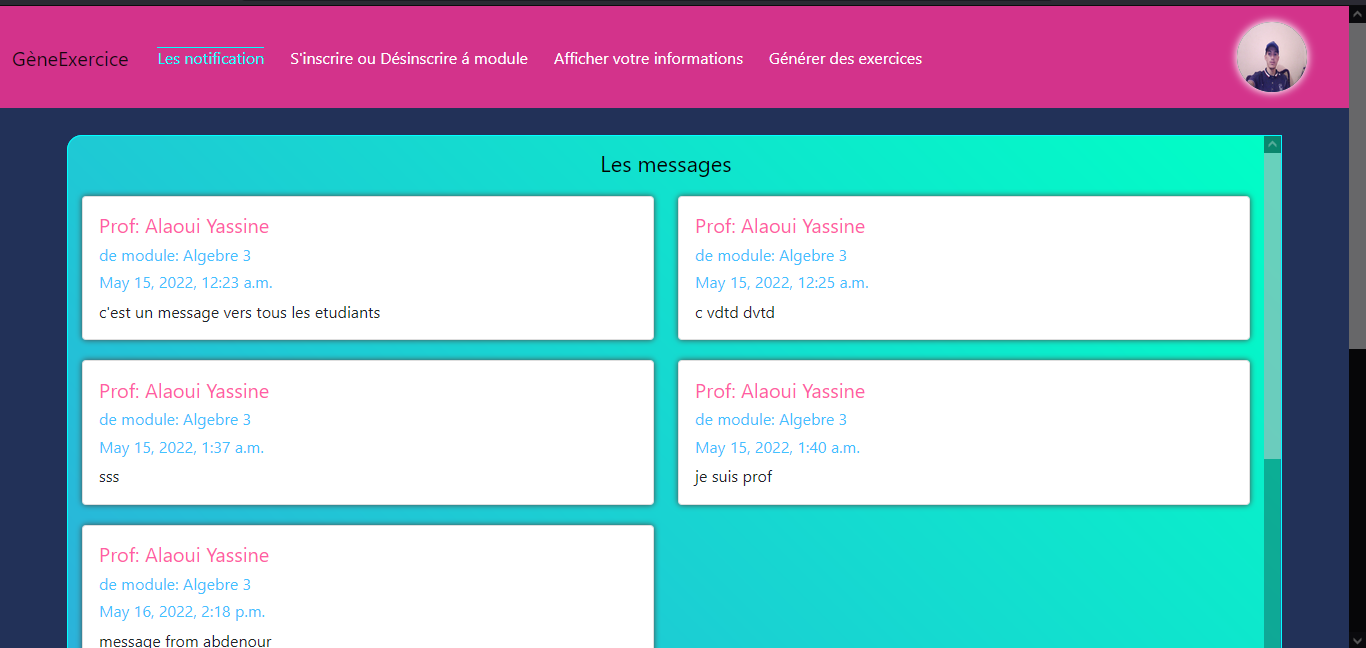 GèneExercice
Les notification
S'inscrire ou Désinscrire á module
Afficher votre informations
Générer des exercices
Les messages
Prof: Alaoui Yassine
de module: Algebre 3
May 15, 2022, 12:23 a.m.
c'est un message vers tous les etudiants
Prof: Alaoui Yassine
de module: Algebre 3
May 15, 2022, 12:25 a.m.
c vdtd dvtd
Prof: Alaoui Yassine
de module: Algebre 3
May 15, 2022, 1:37 a.m.
sss
Prof: Alaoui Yassine
de module: Algebre 3
May 15, 2022, 1:40 a.m.
je suis prof
Prof: Alaoui Yassine
de module: Algebre 3
May 16, 2022, 2:18 p.m.
message from abdenour